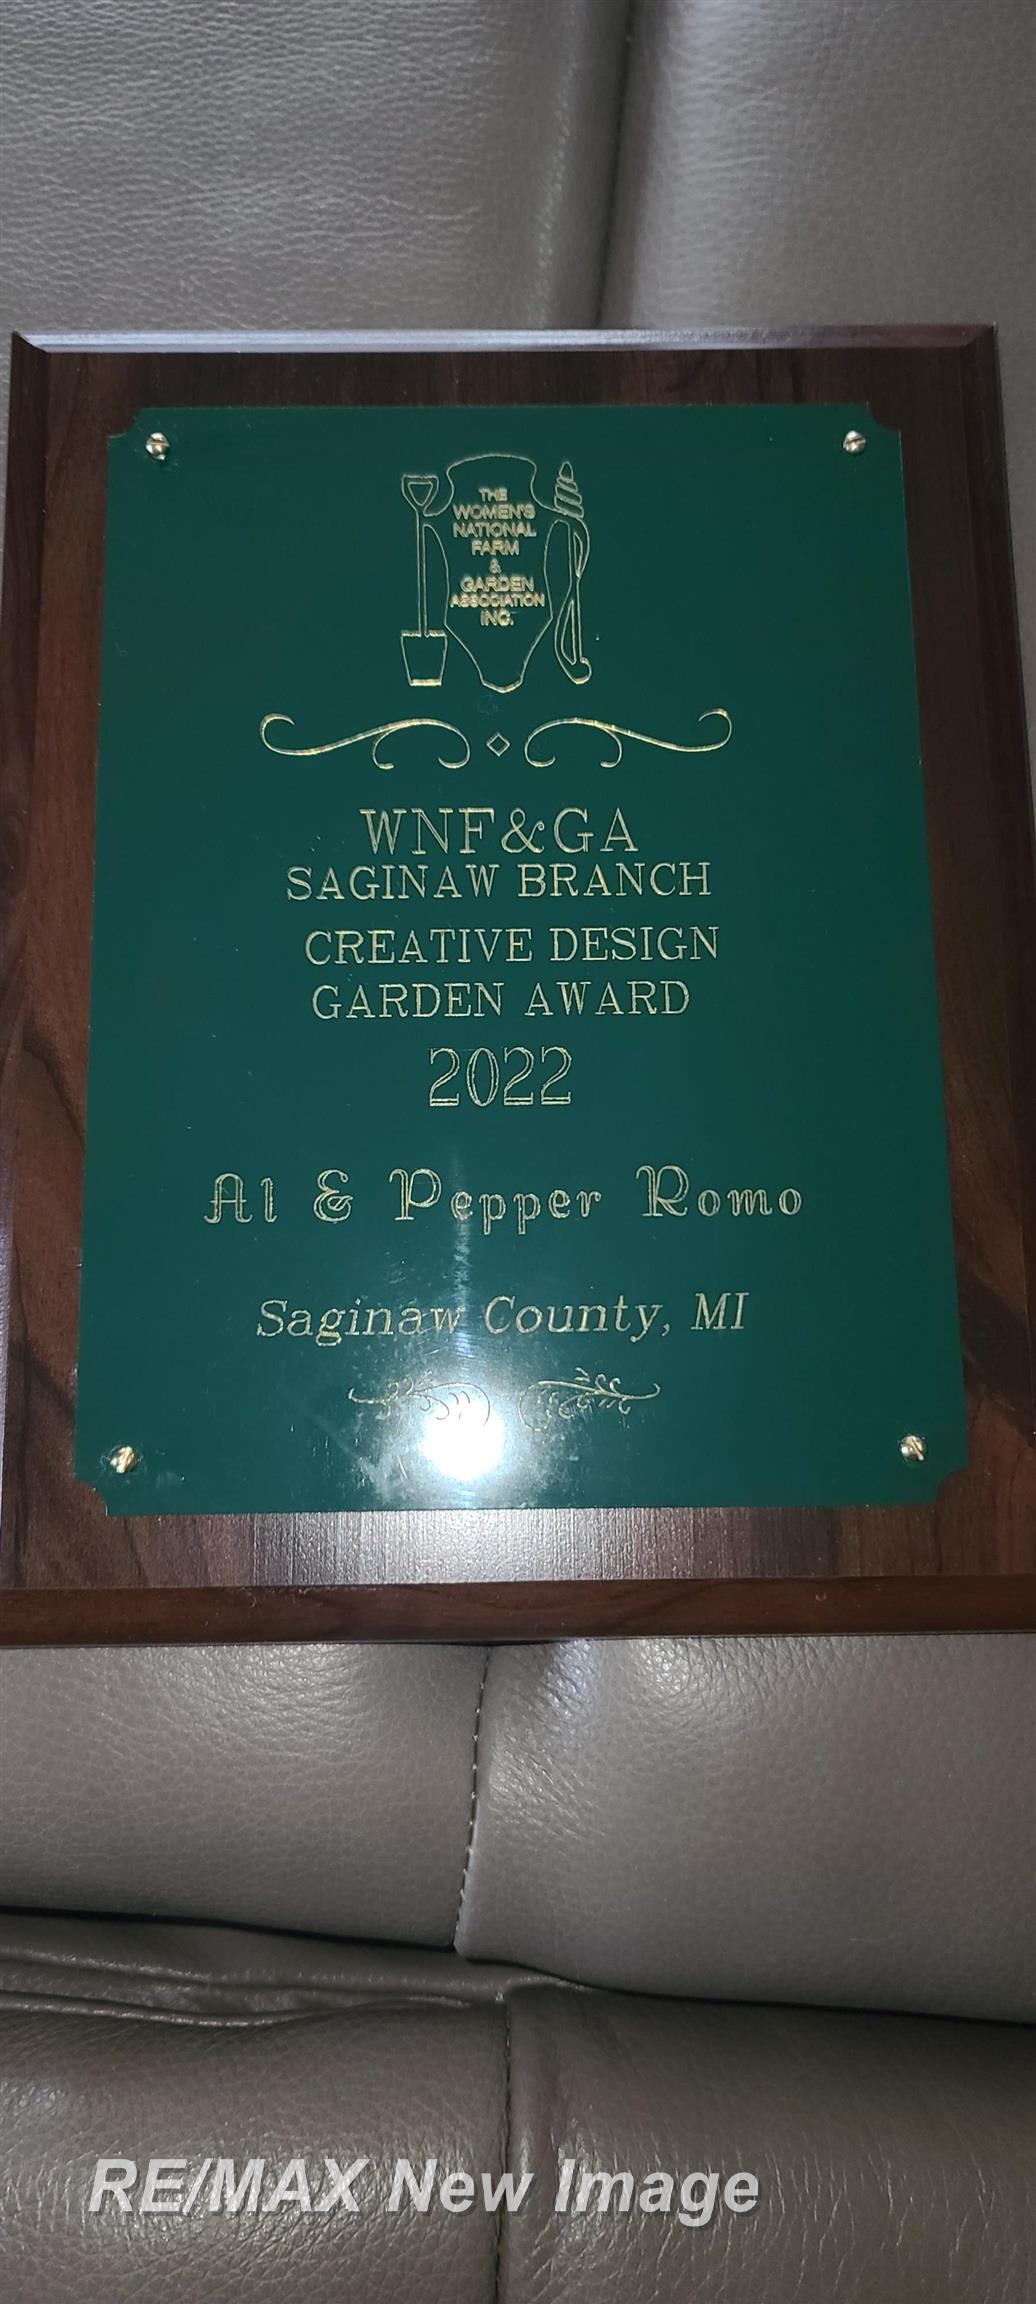 THE
WOMEN'S
NATIONAL
FARM
&
GARDEN
ASSOCIATION
INC.
WNF&GA
SAGINAW BRANCH
CREATIVE DESIGN
GARDEN AWARD
2022
Al & Pepper Romo
Saginaw County, MI
RE/MAX New Image